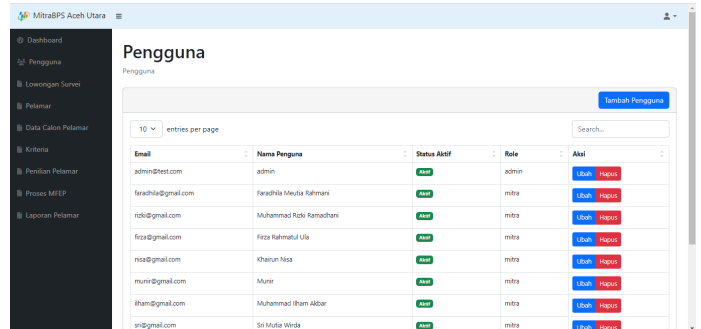 MitraBPS Aceh Utara
Dashboard
Pengguna
Lowongan Survei
Pelamar
Data Calon Pelamar
Kriteria
Penilian Pelamar
Proses MFEP
Laporan Pelamar
Pengguna
Pengguna
Tambah Pengguna
10 entries per page Search...
Email Nama Penguna Status Aktif Role Aksi
admin@test.com admin Aktif admin Ubah Hapus
faradhila@gmail.com Faradhila Meutia Rahmani Aktif mitra Ubah Hapus
rizki@gmail.com Muhammad Rizki Ramadhani Aktif mitra Ubah Hapus
firza@gmail.com Firza Rahmatul Ula Aktif mitra Ubah Hapus
nisa@gmail.com Khairun Nisa Aktif mitra Ubah Hapus
munir@gmail.com Munir Aktif mitra Ubah Hapus
ilham@gmail.com Muhammad Ilham Akbar Aktif mitra Ubah Hapus
sri@gmail.com Sri Mutia Wirda Aktif mitra Ubah Hapus